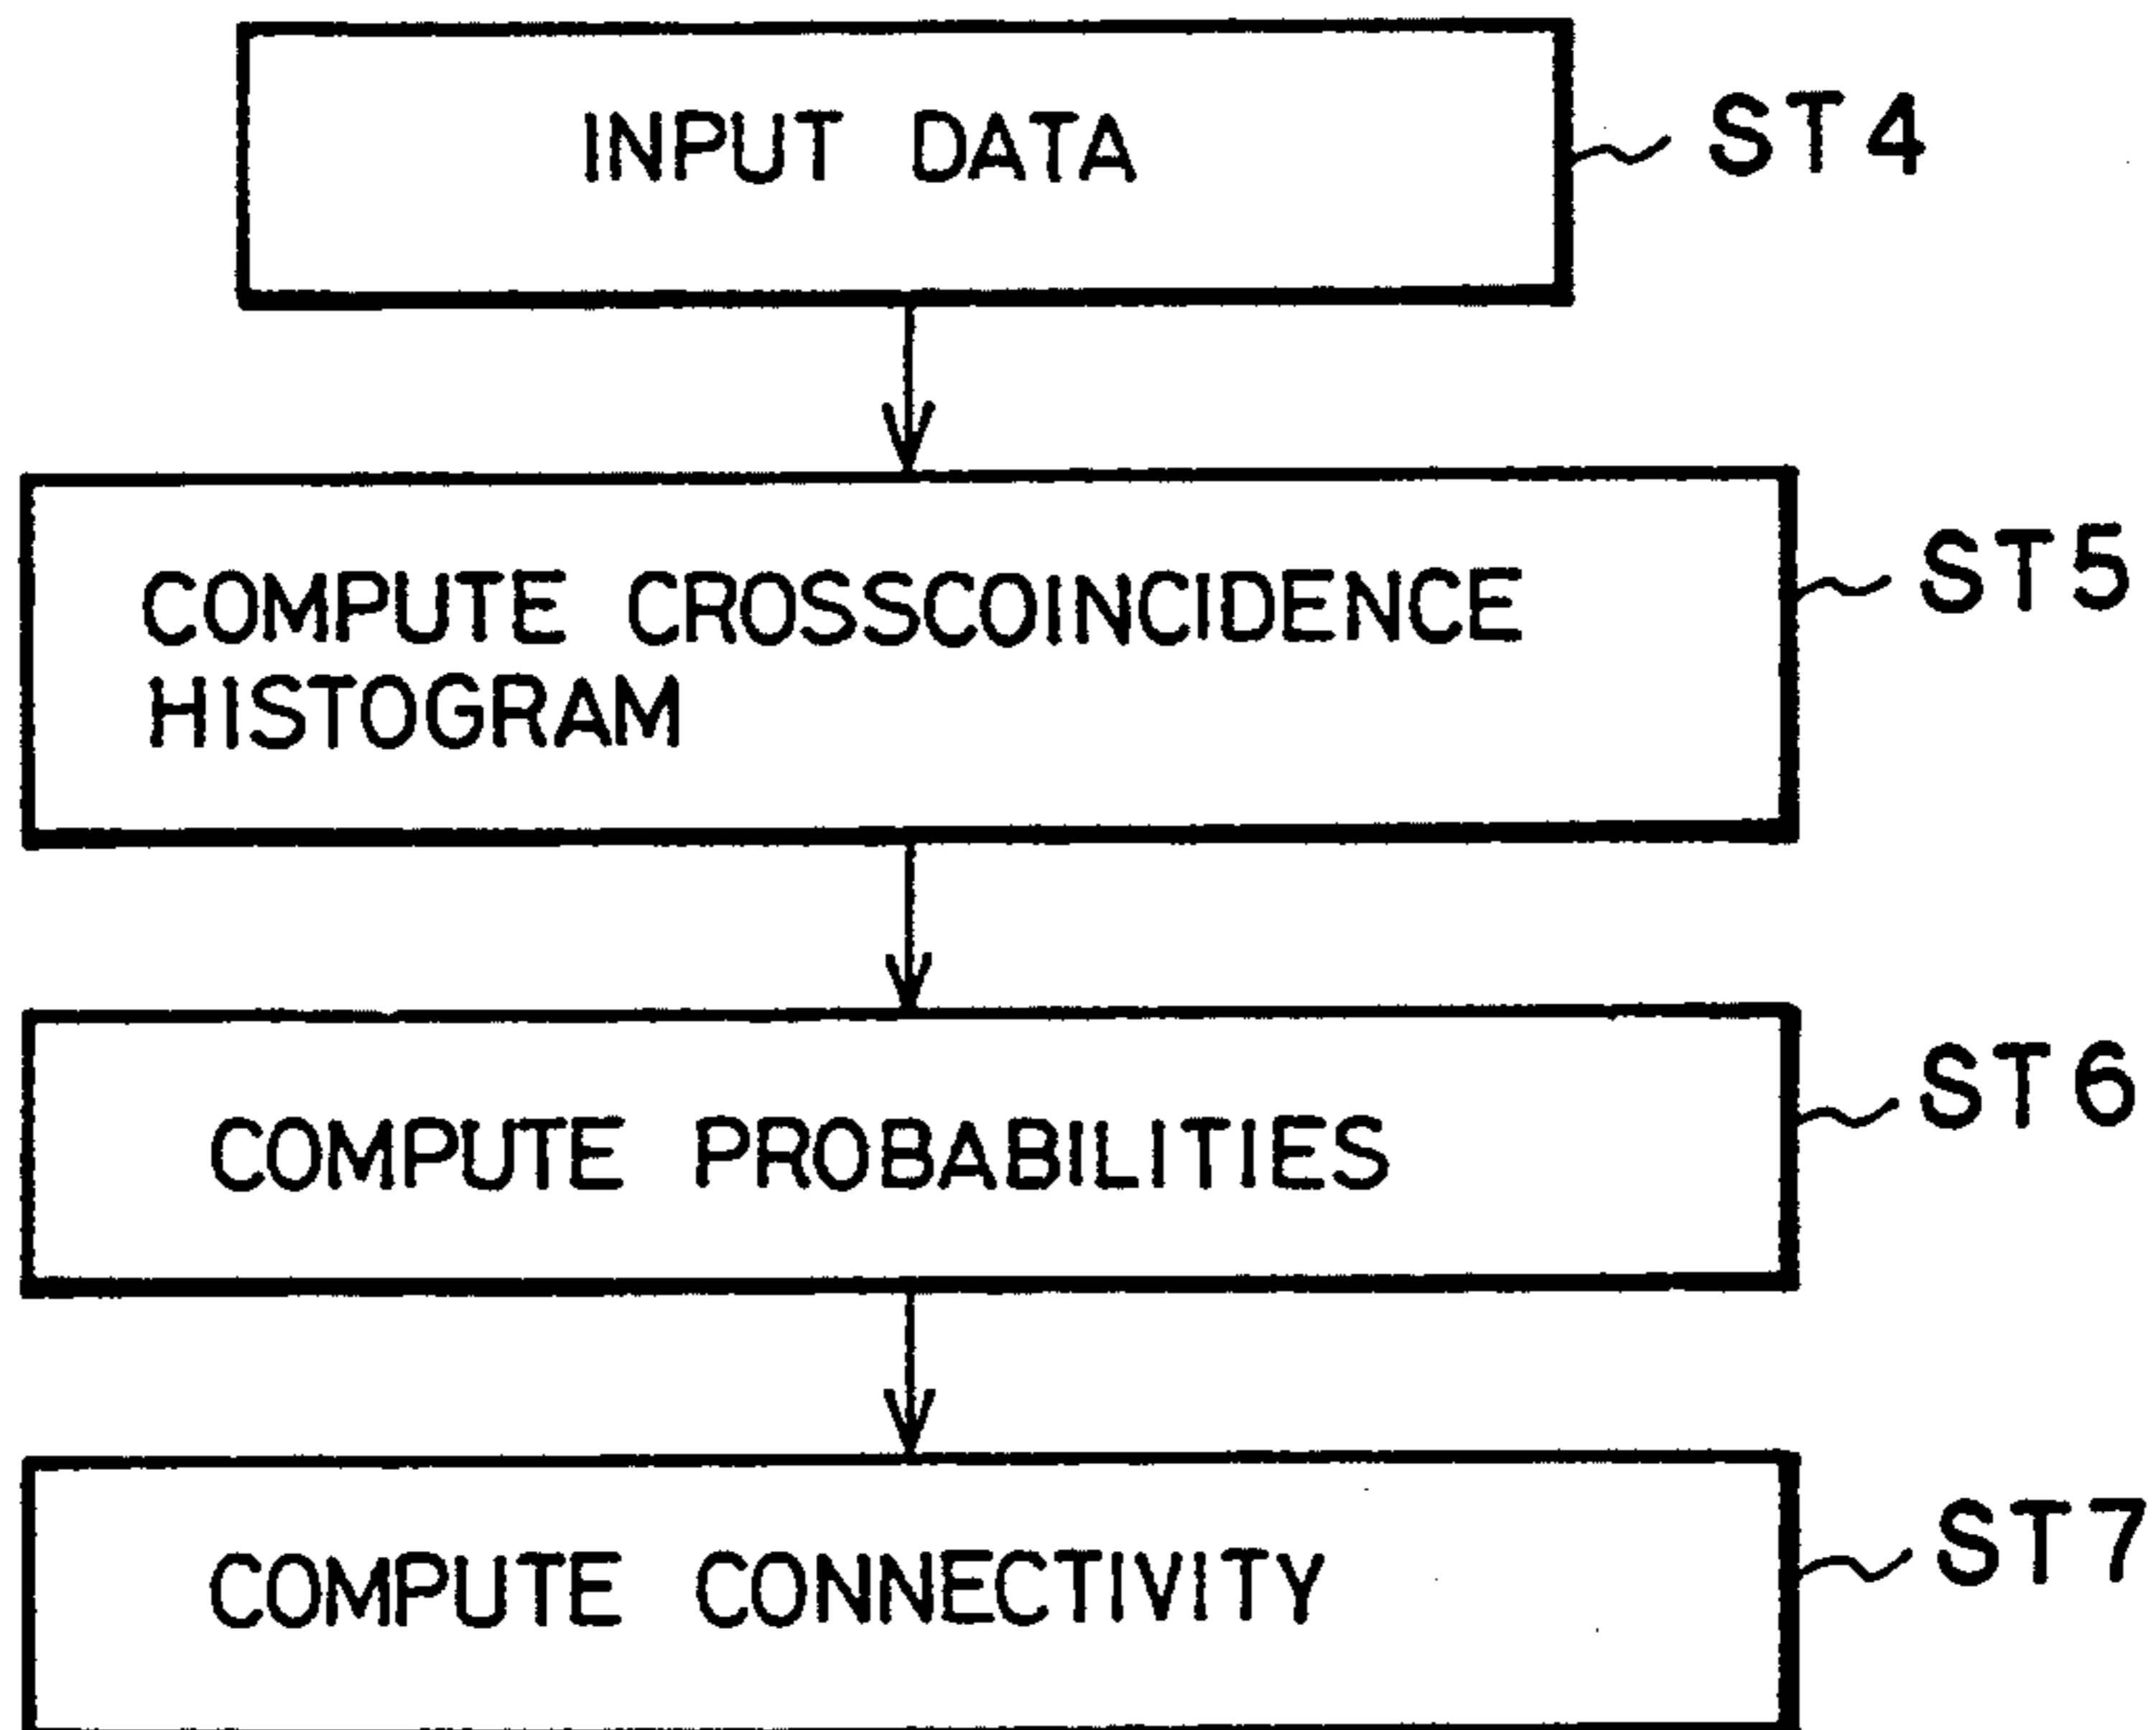 INPUT DATA
ST4
COMPUTE CROSSCOINCIDENCE
HISTOGRAM
ST5
COMPUTE PROBABILITIES
ST6
COMPUTE CONNECTIVITY
ST7